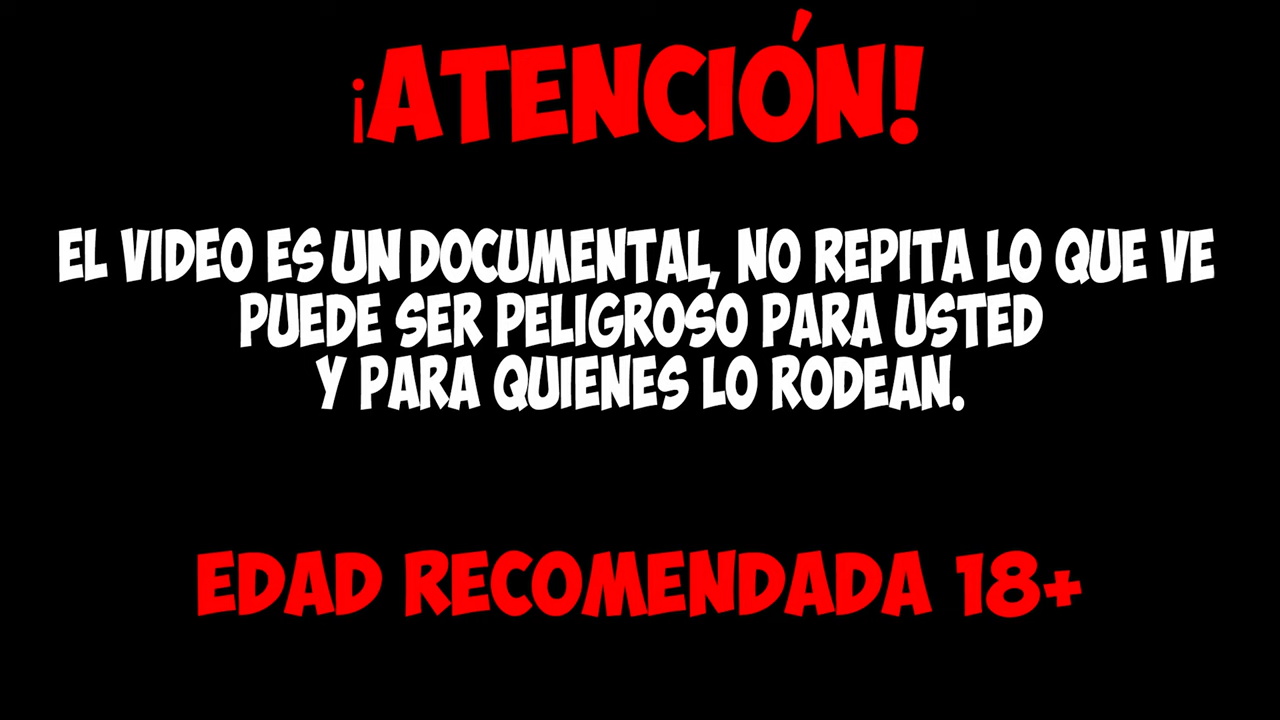 ¡ATENCIÓN!
EL VIDEO ES UN DOCUMENTAL, NO REPITA LO QUE VE
PUEDE SER PELIGROSO PARA USTED
Y PARA QUIENES LO RODEAN.
EDAD RECOMENDADA 18+